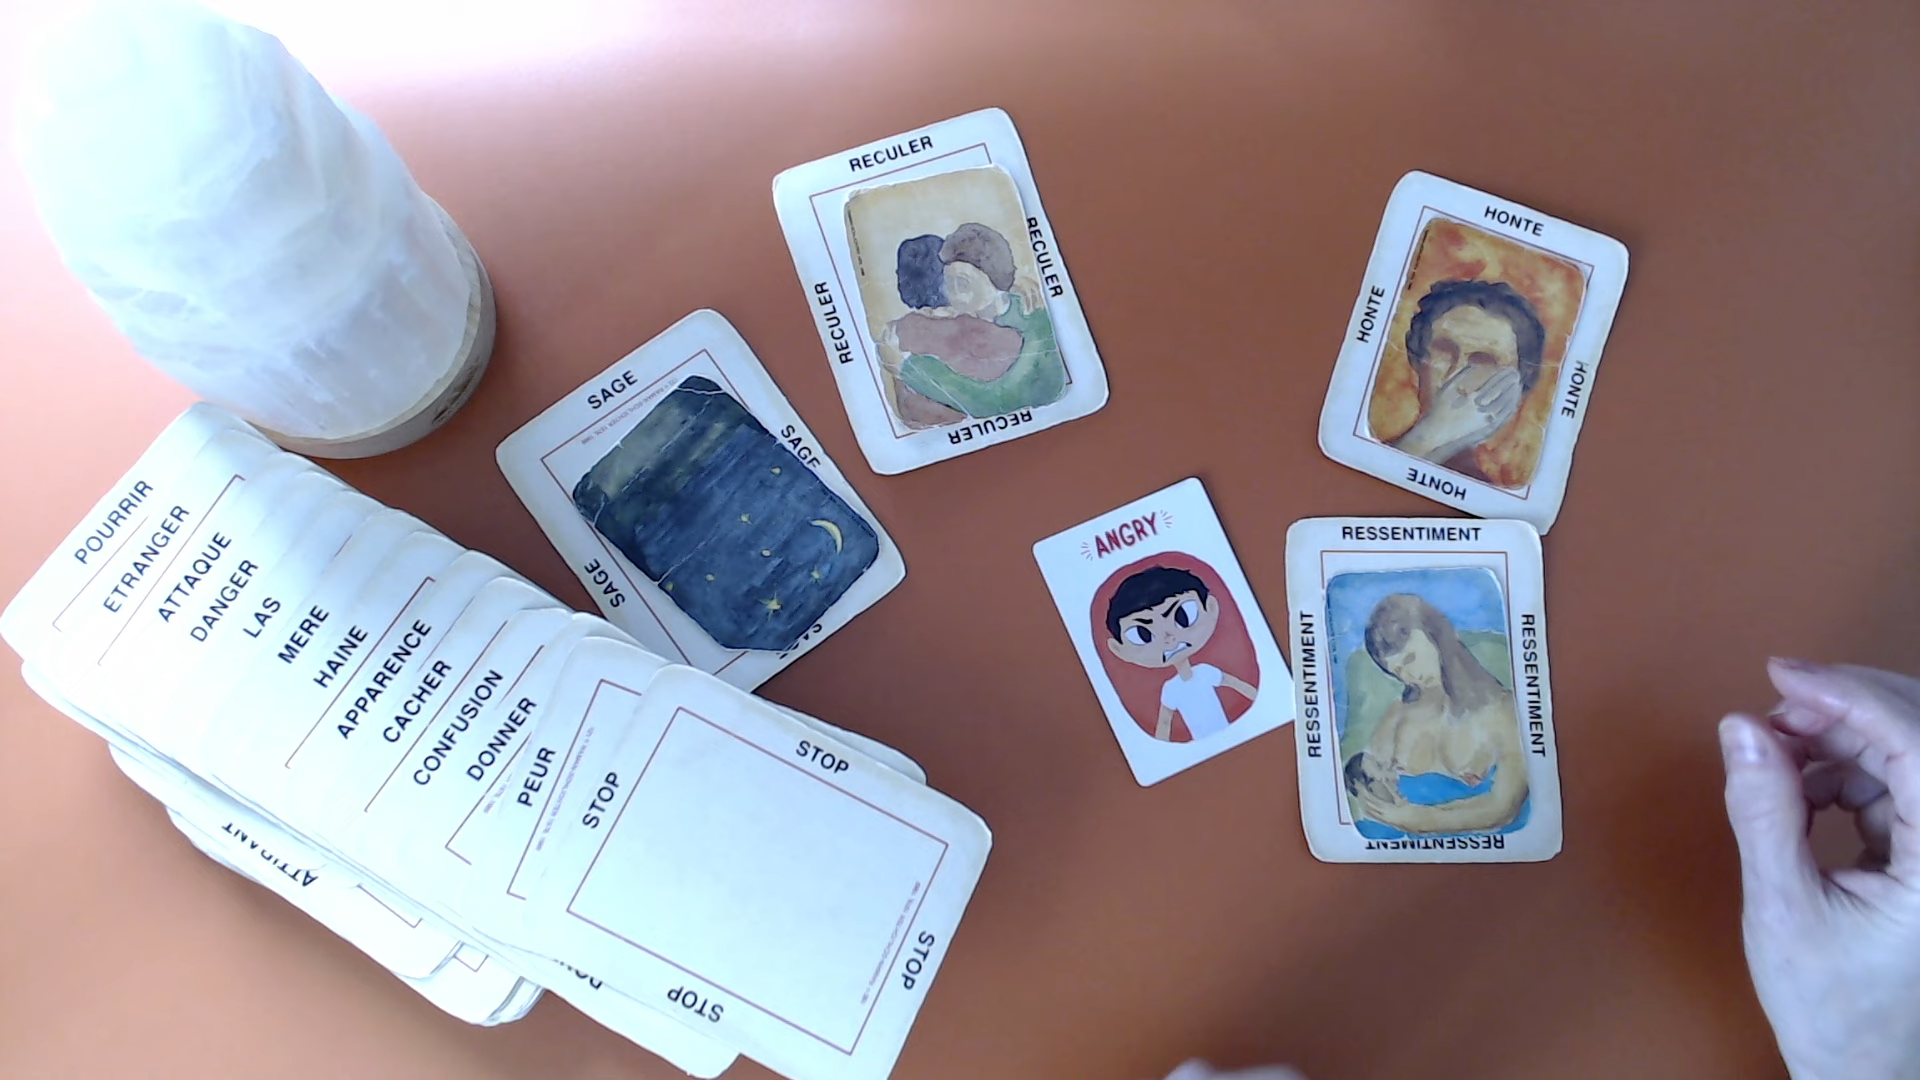 RECULER
RECULER
RECULER
RECULER
HONTE
HONTE
HONTE
HONTE
SAGE
SAGE
SAGE
ANGRY
RESSENTIMENT
RESSENTIMENT
RESSENTIMENT
RESSENTIMENT
POURRIR
ETRANGER
ATTAQUE
DANGER
LAS
MERE
HAINE
APPARENCE
CACHER
CONFUSION
DONNER
PEUR
STOP
STOP
STOP
STOP
ATTIRANT